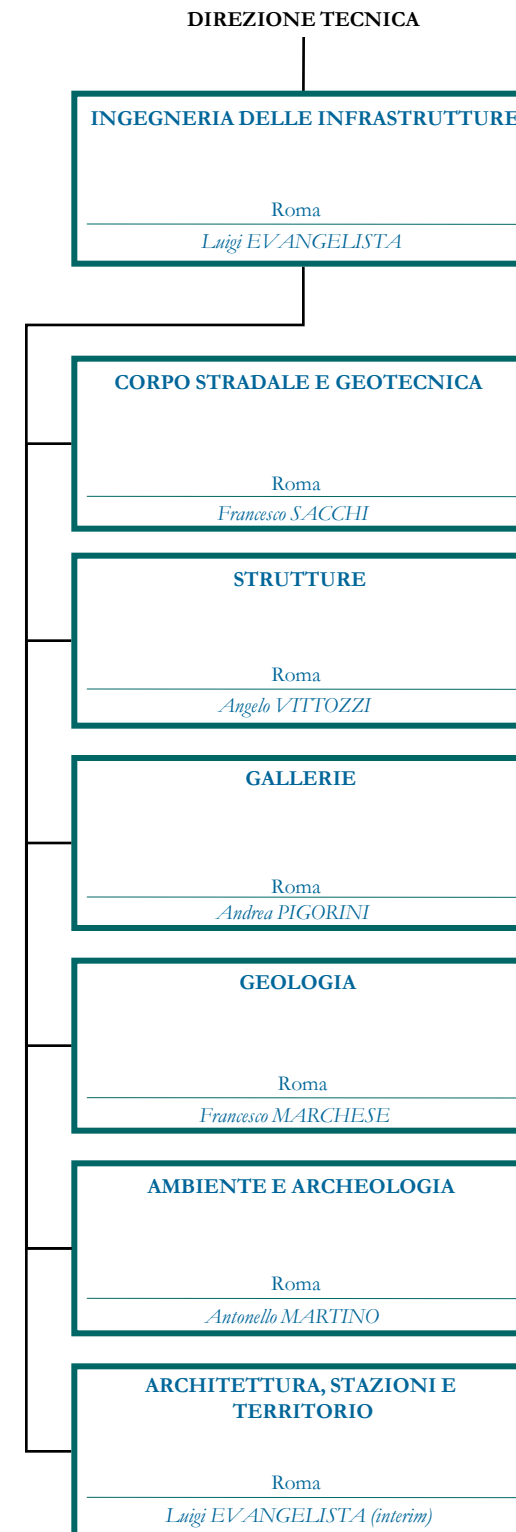 DIREZIONE TECNICA
INGEGNERIA DELLE INFRASTRUTTURE
Roma
Luigi EVANGELISTA
CORPO STRADALE E GEOTECNICA
Roma
Francesco SACCHI
STRUTTURE
Roma
Angelo VITTOZZI
GALLERIE
Roma
Andrea PIGORINI
GEOLOGIA
Roma
Francesco MARCHESE
AMBIENTE E ARCHEOLOGIA
Roma
Antonello MARTINO
ARCHITETTURA, STAZIONI E
TERRITORIO
Roma
Luigi EVANGELISTA (interim)